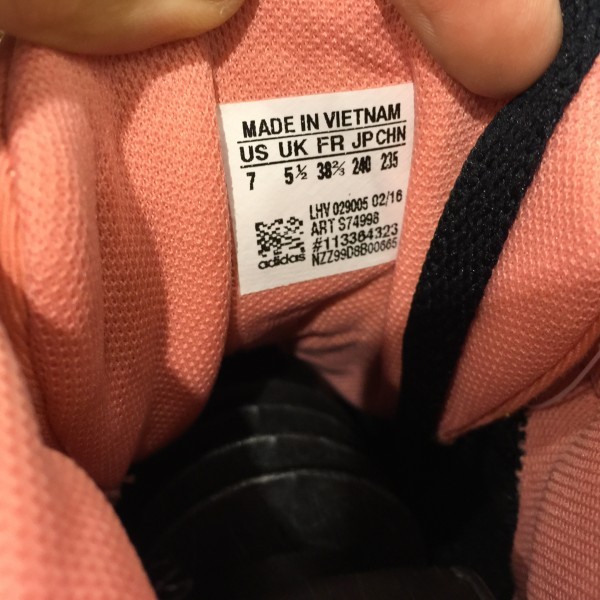 MADE IN VIETNAM
US UK FR JP CHN
7 5½ 38⅔ 240 235
LHV 029005 02/16
ART S74998
#113364323
NZZ99D8B00665
adidas